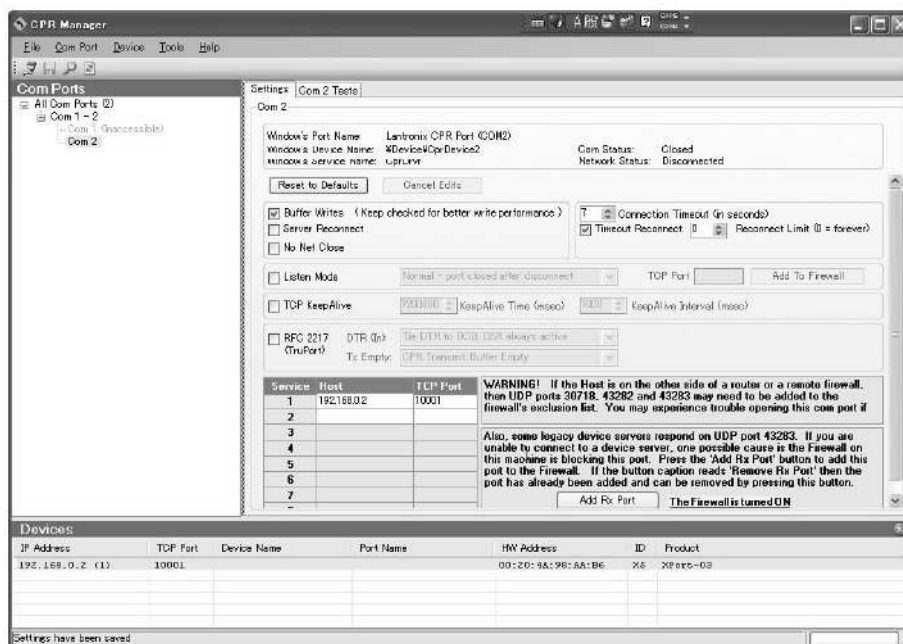 CPR Manager
File Com Port Device Tools Help
Com Ports
All Com Ports (2)
Com 1 - 2
Com 1 (Inaccessible)
Com 2
Settings Com 2 Tests
Com 2
Window's Port Name: Lantronix CPR Port (COM2)
Window's Device Name: ¥Device¥CprDevice2 Com Status: Closed
Window's Service Name: CprDrvr Network Status: Disconnected
Reset to Defaults Cancel Edits
Buffer Writes (Keep checked for better write performance) 7 Connection Timeout (in seconds)
Server Reconnect Timeout Reconnect 0 Reconnect Limit (0 = forever)
No Net Close
Listen Mode Normal - port closed after disconnect TCP Port Add To Firewall
TCP KeepAlive 7200000 KeepAlive Time (msec) 1000 KeepAlive Interval (msec)
RFC 2217 (TruPort) DTR (In) Tie DTR to DCD, DSR always active
Tx Empty: CPR Transmit Buffer Empty
Service Host TCP Port
1 192.168.0.2 10001
2
3
4
5
6
7
WARNING! If the Host is on the other side of a router or a remote firewall,
then UDP ports 30718, 43282 and 43283 may need to be added to the
firewall's exclusion list. You may experience trouble opening this com port if
Also, some legacy device servers respond on UDP port 43283. If you are
unable to connect to a device server, one possible cause is the Firewall on
this machine is blocking this port. Press the 'Add Rx Port' button to add this
port to the Firewall. If the button caption reads 'Remove Rx Port' then the
port has already been added and can be removed by pressing this button.
Add Rx Port The Firewall is turned ON
Devices
IP Address TCP Port Device Name Port Name HW Address ID Product
192.168.0.2 (1) 10001 00:20:4A:98:AA:B6 X5 XPort-03
Settings have been saved